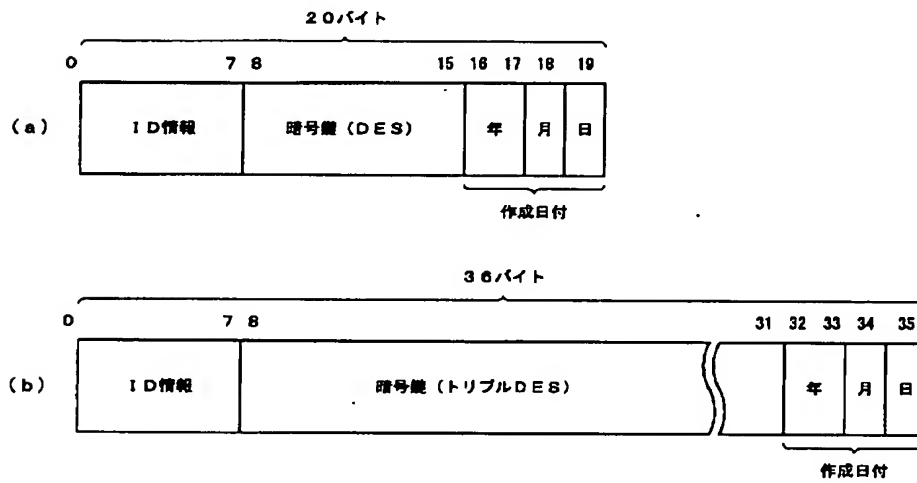 20バイト
0 7 8 15 16 17 18 19
(a) ID情報 暗号鍵(DES) 年 月 日
作成日付
36バイト
0 7 8 31 32 33 34 35
(b) ID情報 暗号鍵(トリプルDES) 年 月 日
作成日付